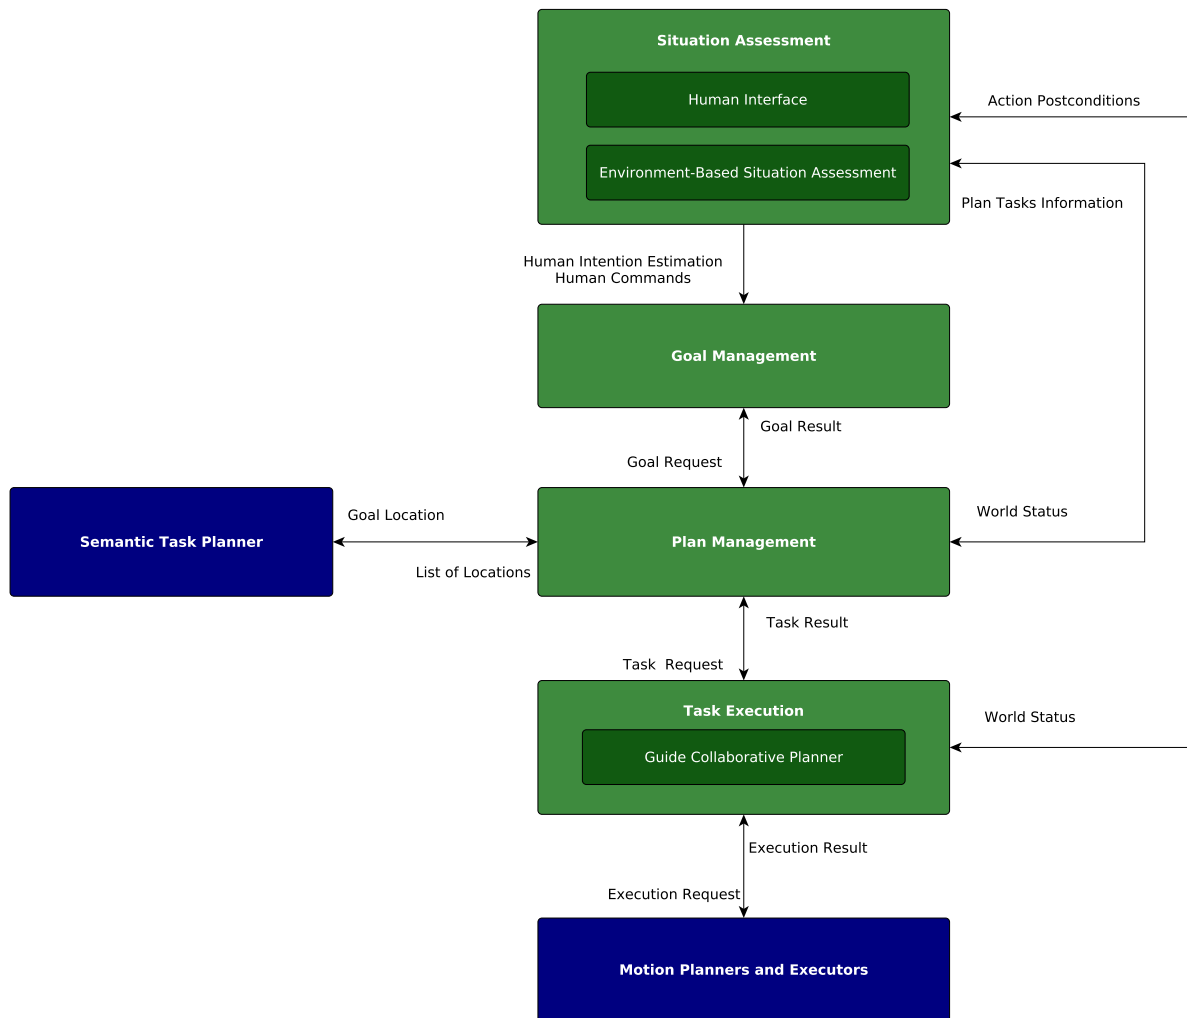 Situation Assessment
Human Interface
Environment-Based Situation Assessment
Action Postconditions
Plan Tasks Information
Human Intention Estimation
Human Commands
Goal Management
Goal Result
Goal Request
Semantic Task Planner
Goal Location
List of Locations
Plan Management
World Status
Task Result
Task  Request
Task Execution
Guide Collaborative Planner
World Status
Execution Result
Execution Request
Motion Planners and Executors